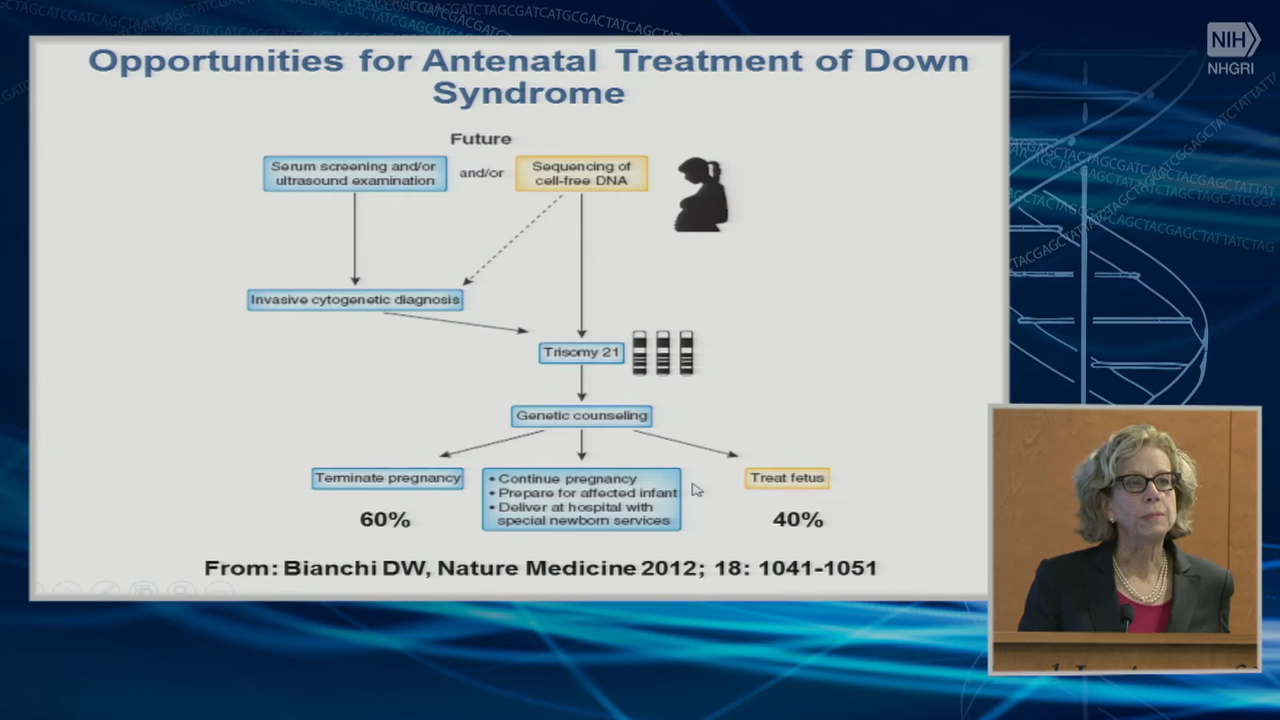 NIH
NHGRI
Opportunities for Antenatal Treatment of Down
Syndrome
Future
Serum screening and/or
ultrasound examination
and/or
Sequencing of
cell-free DNA
Invasive cytogenetic diagnosis
Trisomy 21
Genetic counseling
Terminate pregnancy
• Continue pregnancy
• Prepare for affected infant
• Deliver at hospital with
special newborn services
Treat fetus
60%
40%
From: Bianchi DW, Nature Medicine 2012; 18: 1041-1051